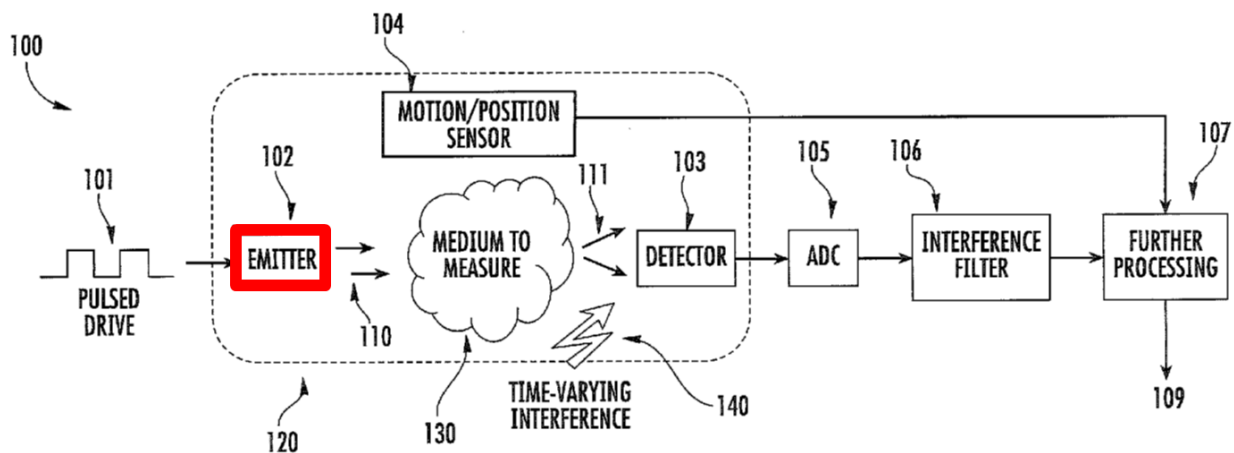 100
104
MOTION/POSITION
SENSOR
101
102
111
103
105
106
107
PULSED
DRIVE
EMITTER
110
MEDIUM TO
MEASURE
DETECTOR
ADC
INTERFERENCE
FILTER
FURTHER
PROCESSING
120
130
TIME-VARYING
INTERFERENCE
140
109